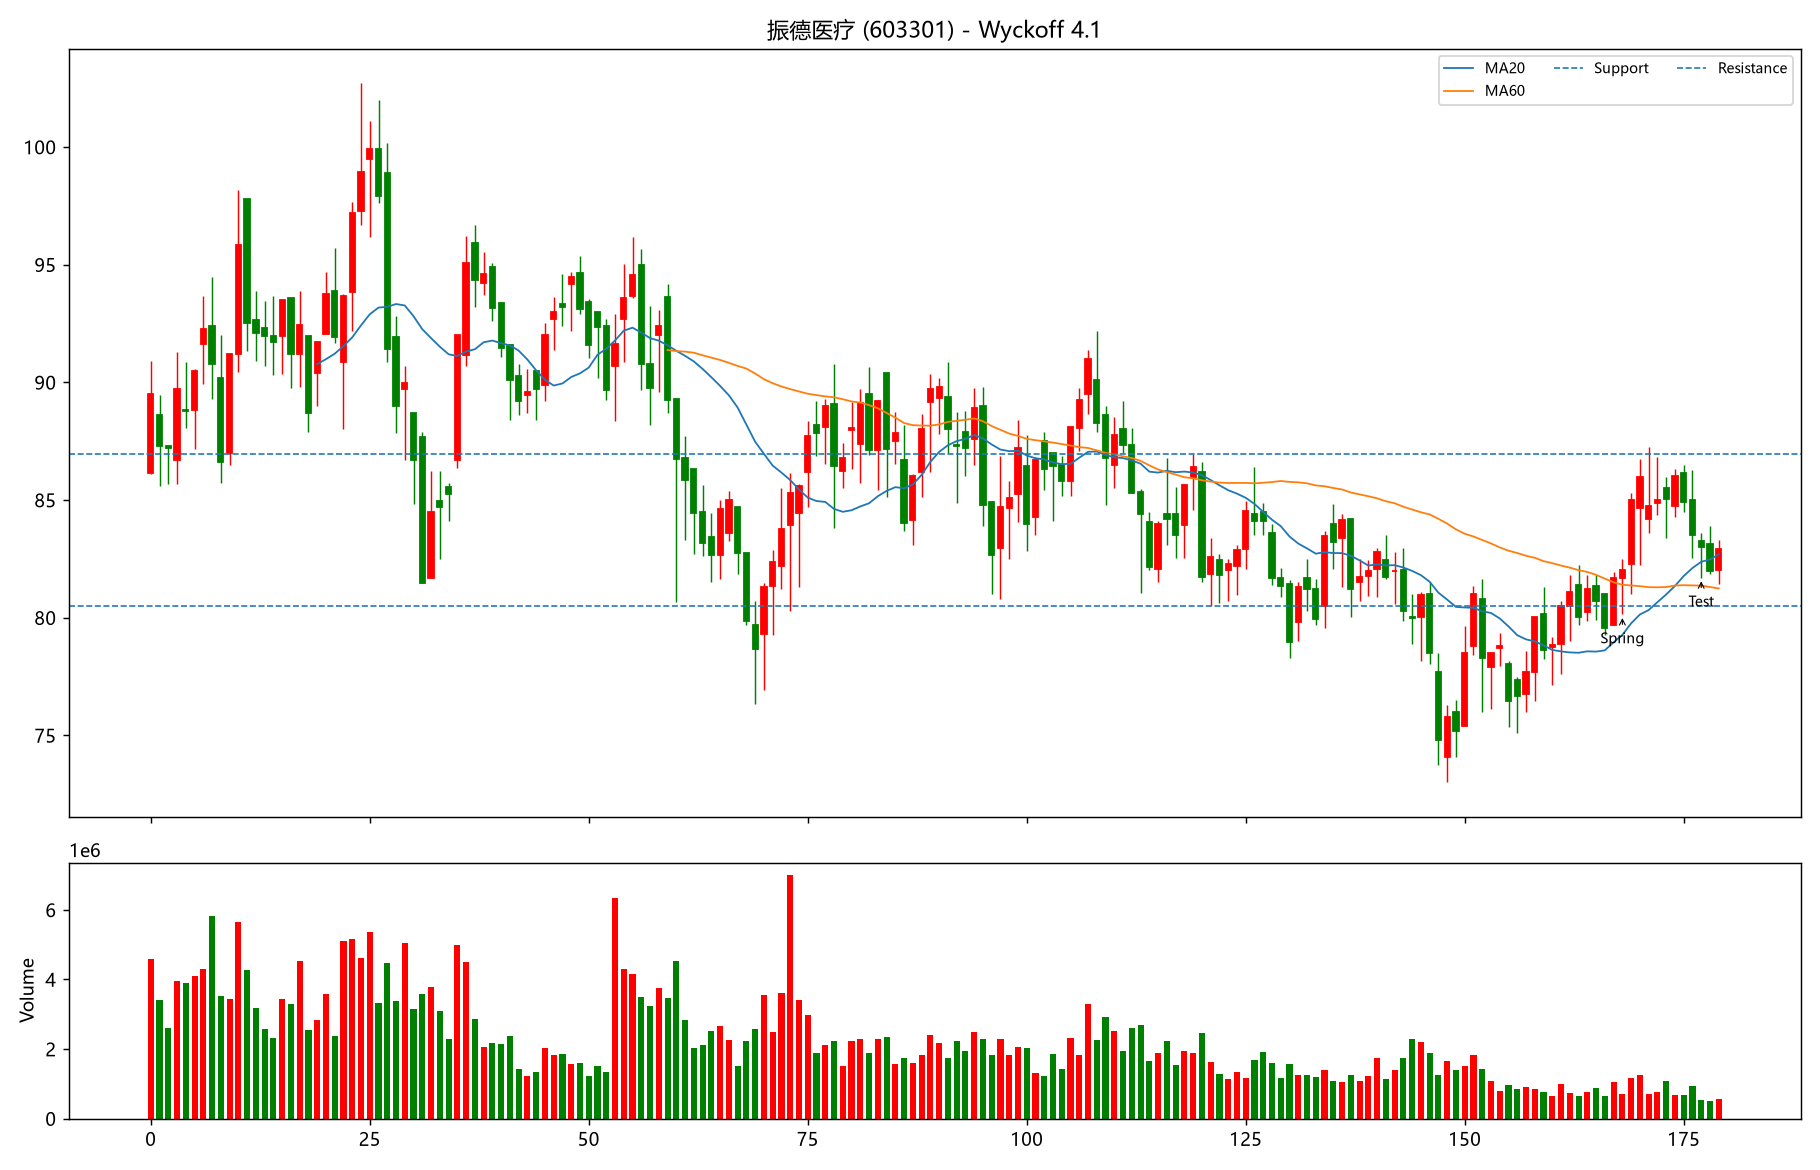 振德医疗 (603301) - Wyckoff 4.1
MA20
MA60
Support
Resistance
100
95
90
85
80
75
Spring
Test
1e6
Volume
6
4
2
0
0
25
50
75
100
125
150
175